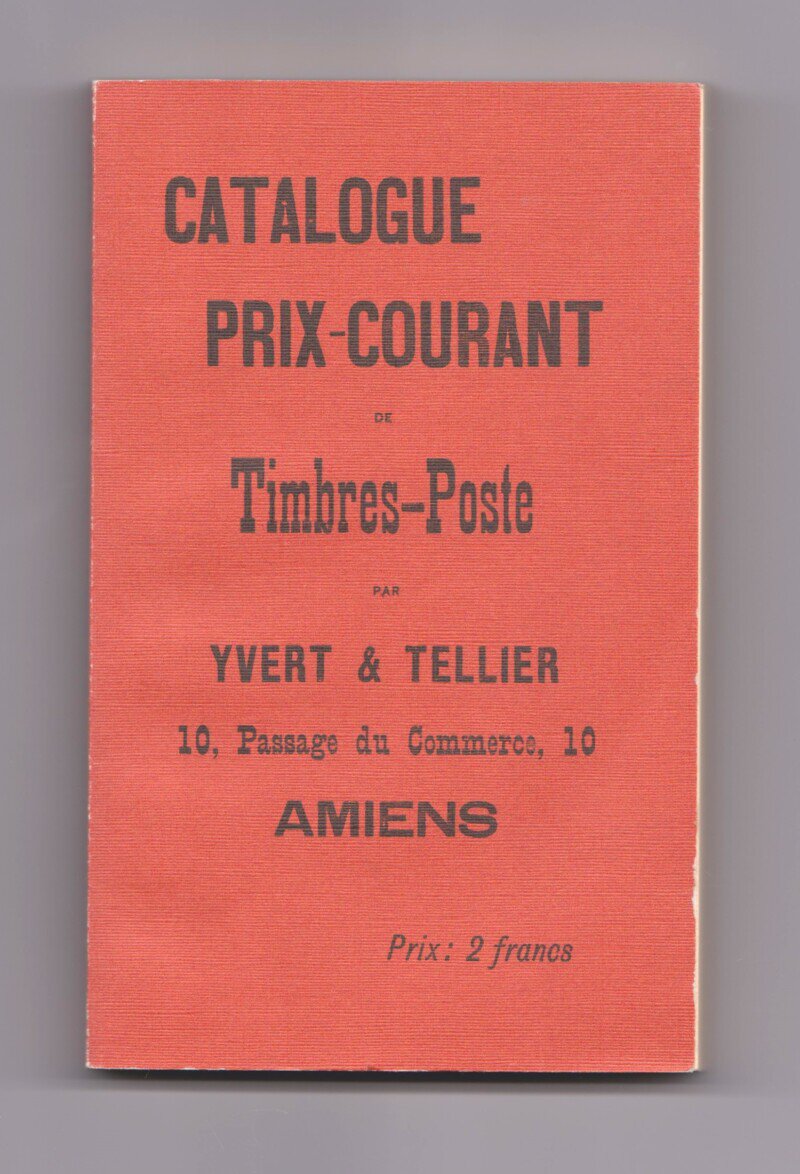 CATALOGUE
PRIX-COURANT
DE
Timbres-Poste
PAR
YVERT & TELLIER
10, Passage du Commerce, 10
AMIENS
Prix: 2 francs